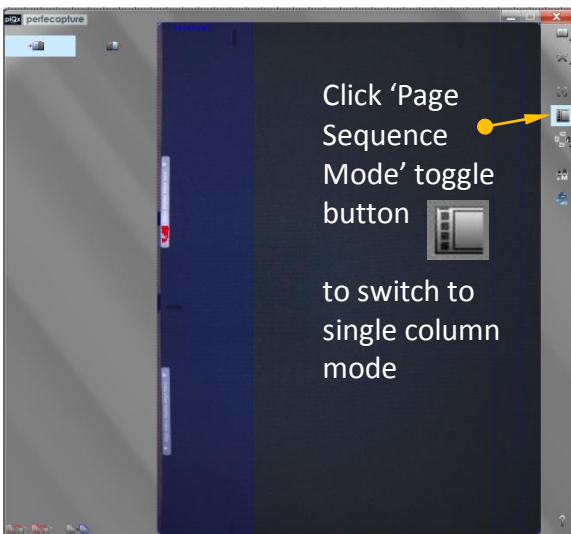 piQx perfecapture
Click ‘Page
Sequence
Mode’ toggle
button
to switch to
single column
mode